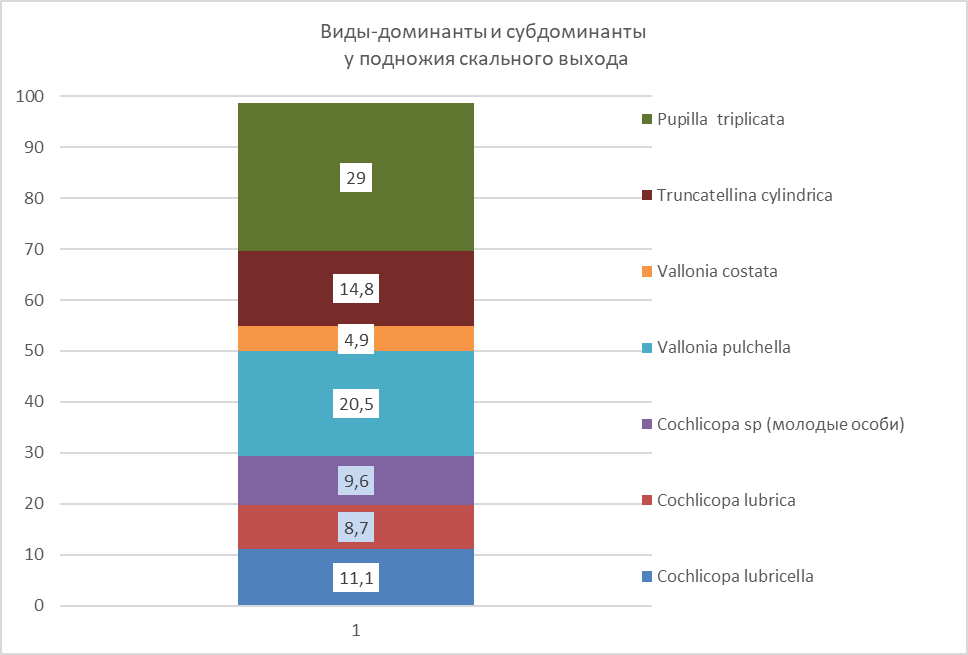 Виды-доминанты и субдоминанты
у подножия скального выхода
100
90
80
70
60
50
40
30
20
10
0
29
14,8
4,9
20,5
9,6
8,7
11,1
1
Pupilla triplicata
Truncatellina cylindrica
Vallonia costata
Vallonia pulchella
Cochlicopa sp (молодые особи)
Cochlicopa lubrica
Cochlicopa lubricella